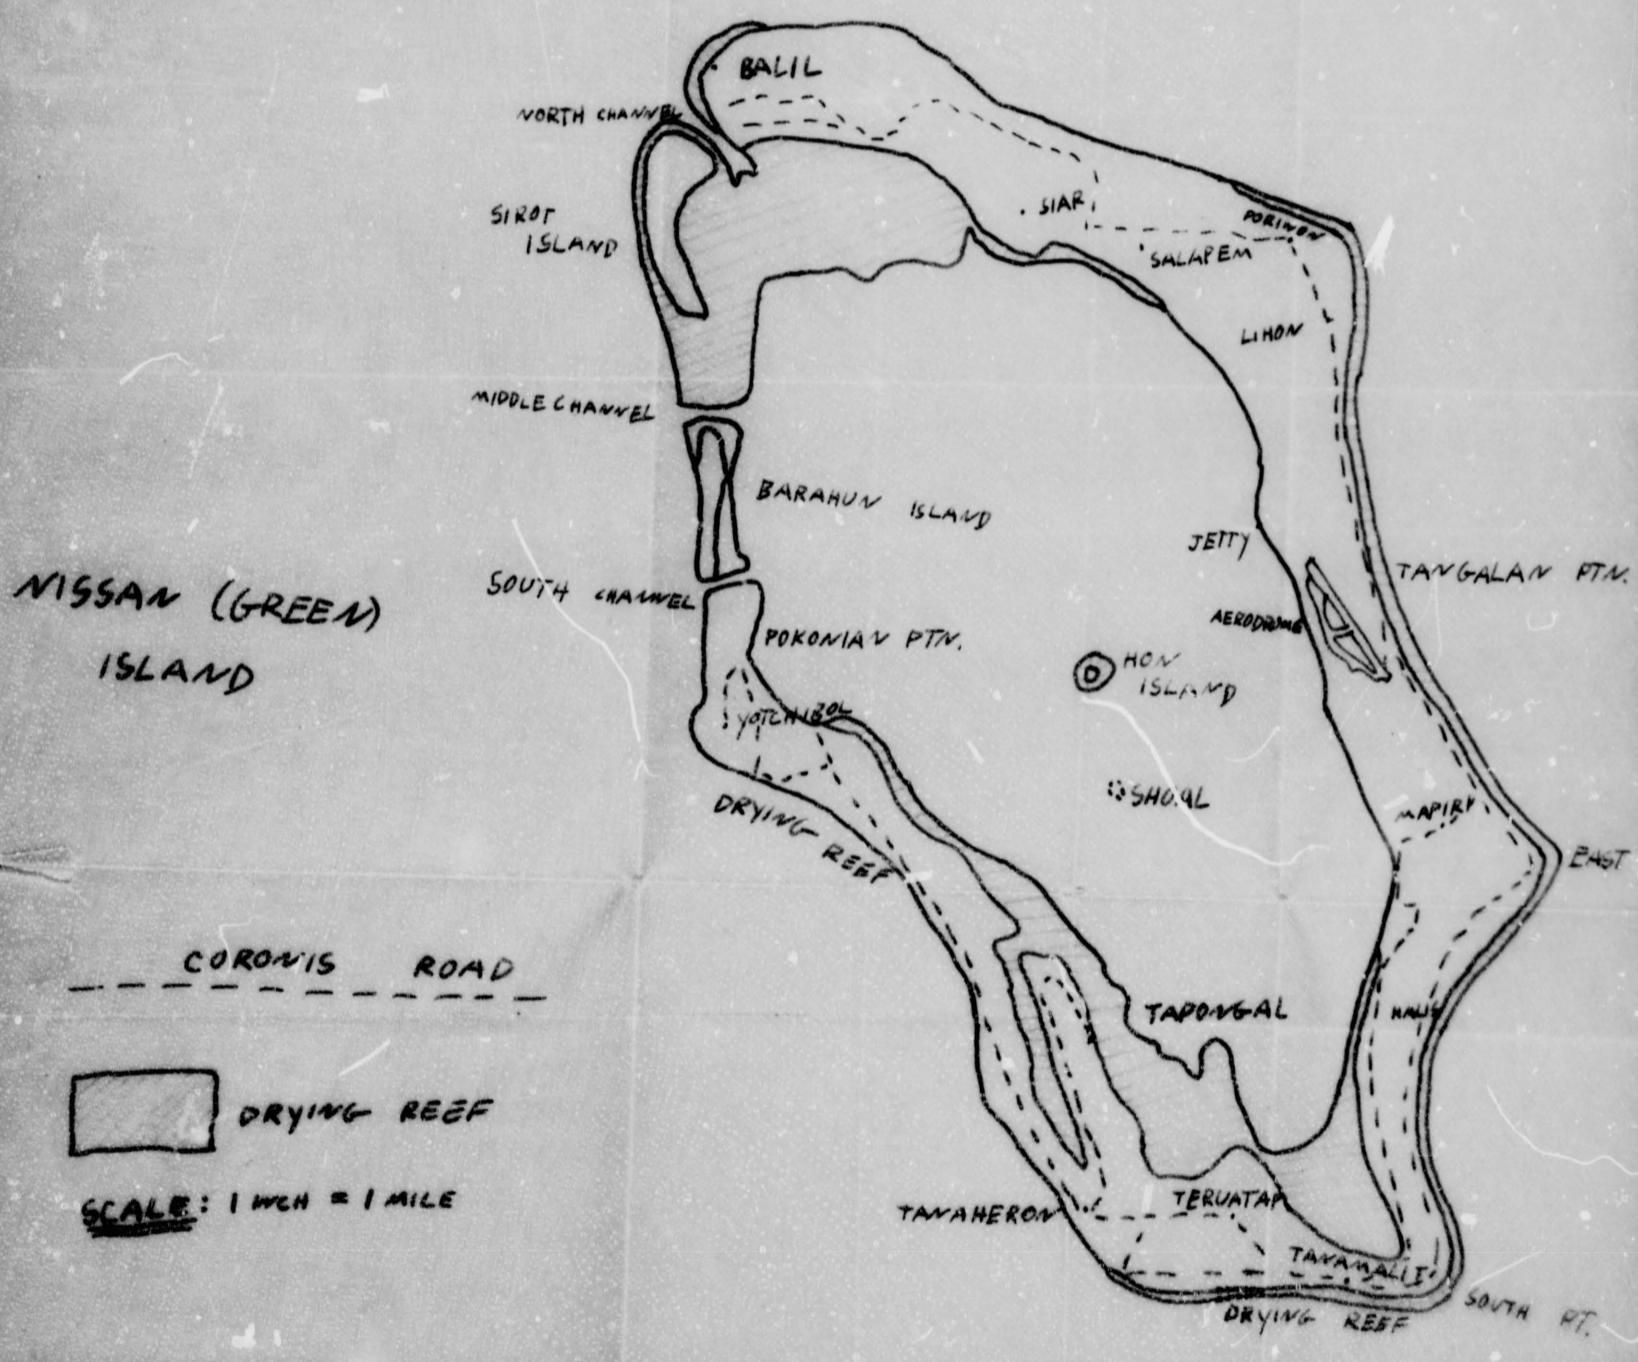 BALIL
NORTH CHANNEL
SIROT
ISLAND
SIAR
PORINON
SALAPEM
LIHON
MIDDLE CHANNEL
BARAHUN ISLAND
JETTY
TANGALAN PTN.
SOUTH CHANNEL
NISSAN (GREEN)
ISLAND
AERODROME
POKONIAN PTN.
HON
ISLAND
YOTCHIBOL
SHOAL
DRYING REEF
MAPIRI
EAST
CORONIS ROAD
TAPONGAL
HALIS
DRYING REEF
SCALE: 1 INCH = 1 MILE
TANAHERON
TERUATAP
TANAMALIT
SOUTH PT.
DRYING REEF